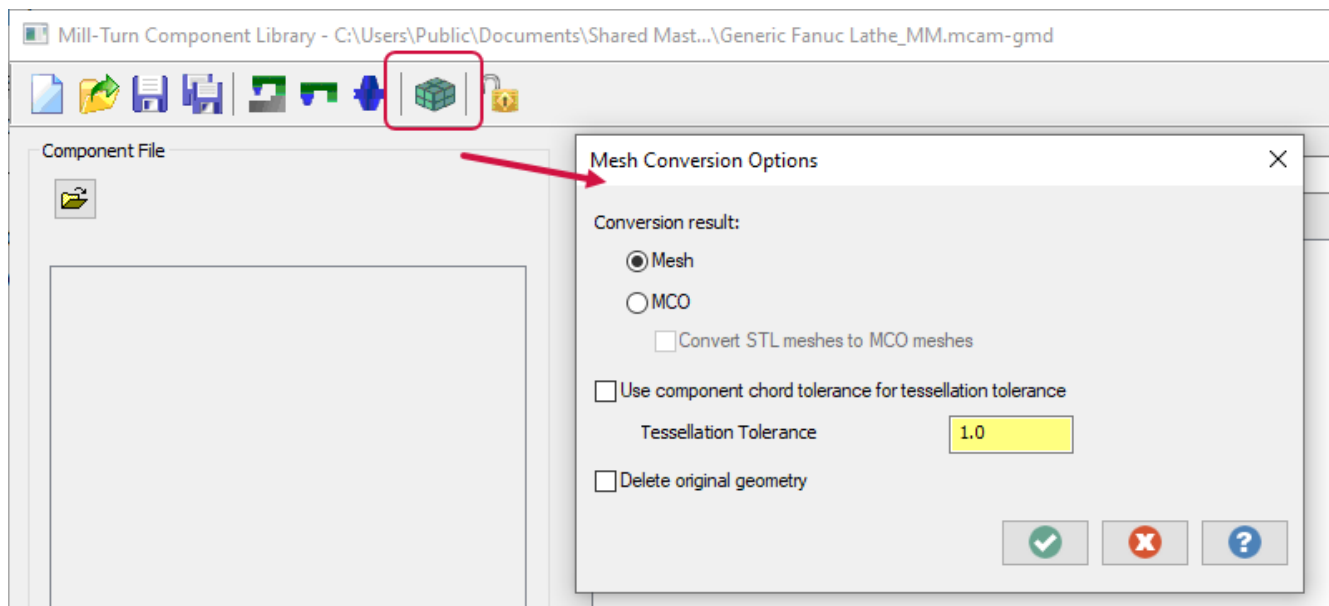 Mill-Turn Component Library - C:\Users\Public\Documents\Shared Mast...\Generic Fanuc Lathe_MM.mcam-gmd
Component File
Mesh Conversion Options
Conversion result:
Mesh
MCO
Convert STL meshes to MCO meshes
Use component chord tolerance for tessellation tolerance
Tessellation Tolerance 1.0
Delete original geometry